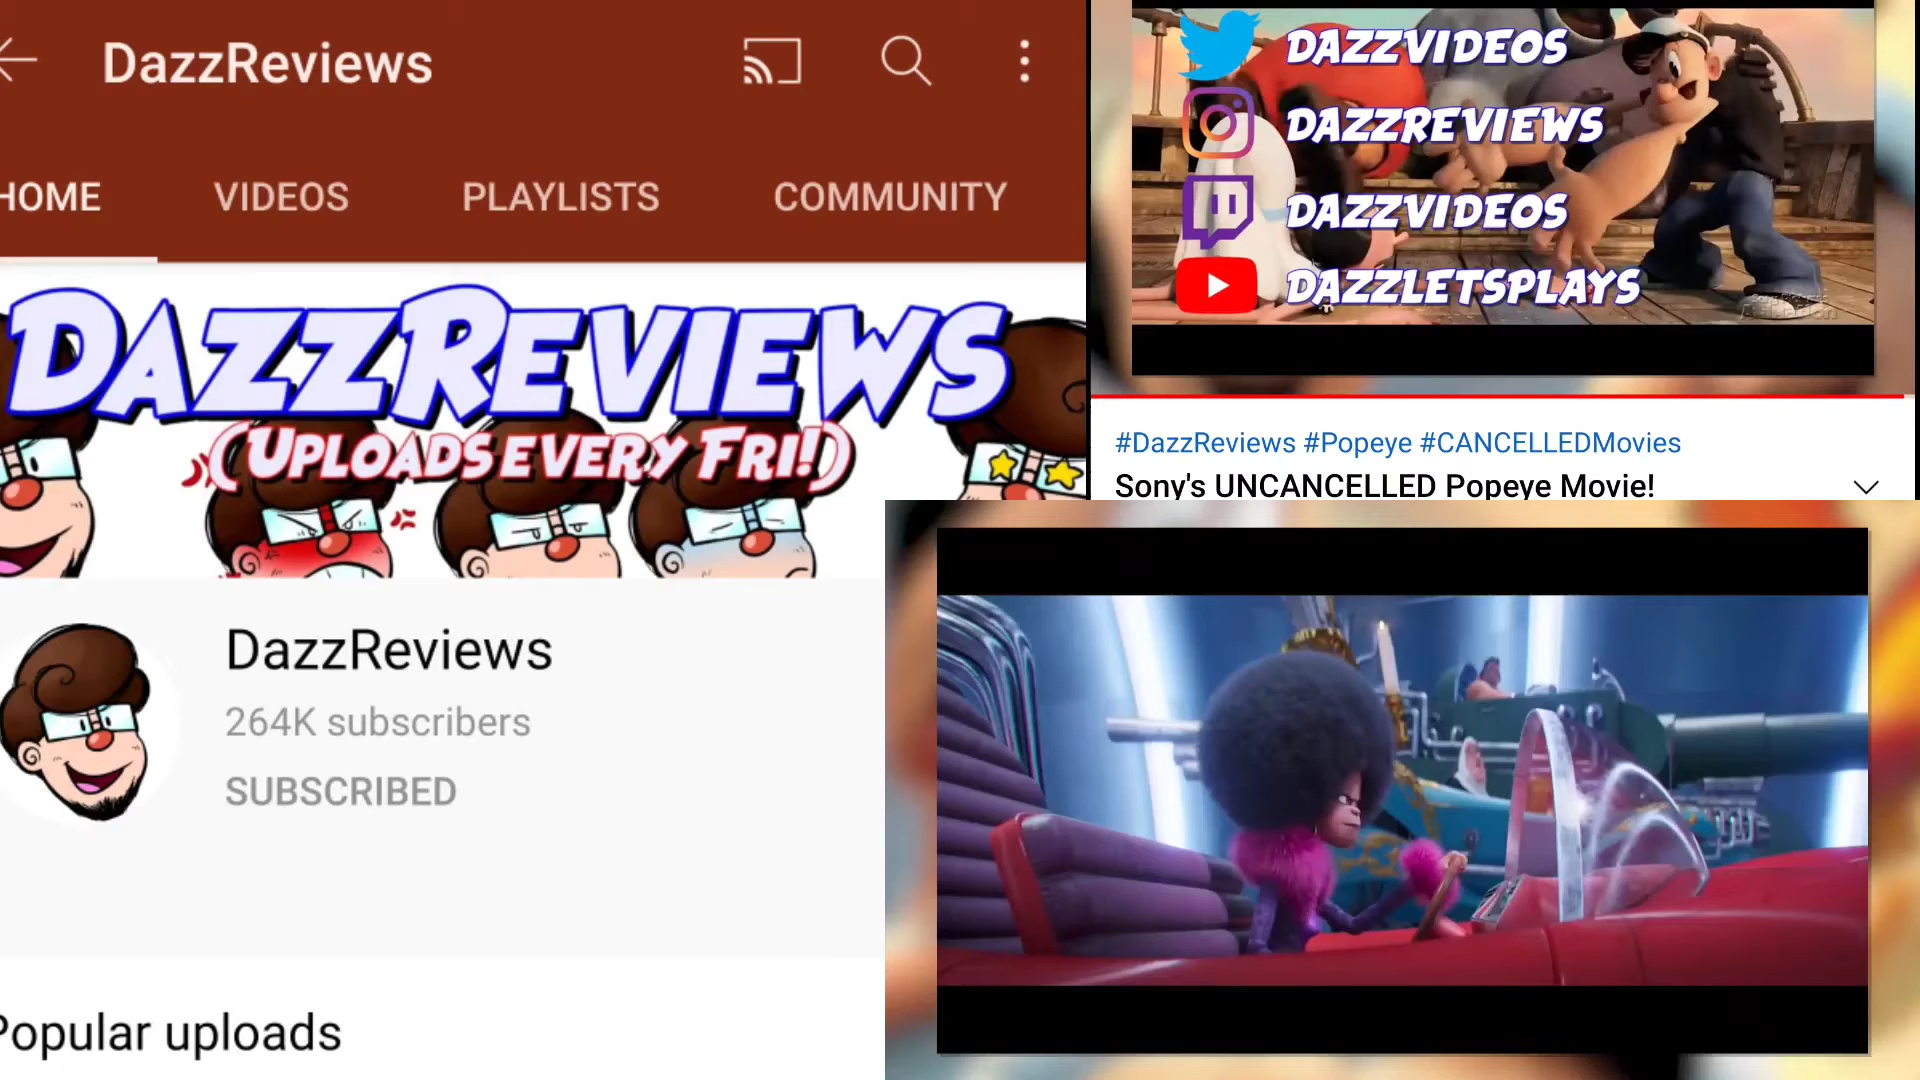 DazzReviews
HOME VIDEOS PLAYLISTS COMMUNITY
DAZZREVIEWS
(UPLOADS EVERY FRI!)
DazzReviews
264K subscribers
SUBSCRIBED
Popular uploads
DAZZVIDEOS
DAZZREVIEWS
DAZZVIDEOS
DAZZLETSPLAYS
#DazzReviews #Popeye #CANCELLEDMovies
Sony's UNCANCELLED Popeye Movie!